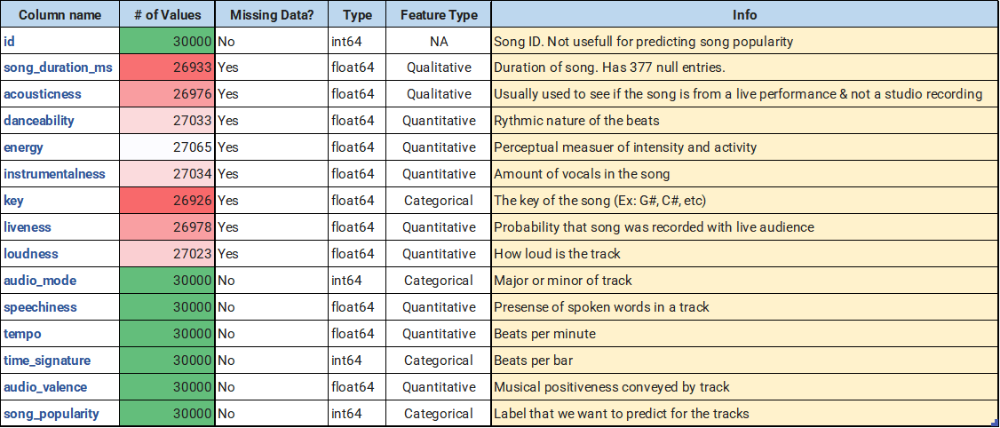 Column name # of Values Missing Data? Type Feature Type Info
id 30000 No int64 NA Song ID. Not usefull for predicting song popularity
song_duration_ms 26933 Yes float64 Qualitative Duration of song. Has 377 null entries.
acousticness 26976 Yes float64 Qualitative Usually used to see if the song is from a live performance & not a studio recording
danceability 27033 Yes float64 Quantitative Rythmic nature of the beats
energy 27065 Yes float64 Quantitative Perceptual measuer of intensity and activity
instrumentalness 27034 Yes float64 Quantitative Amount of vocals in the song
key 26926 Yes float64 Categorical The key of the song (Ex: G#, C#, etc)
liveness 26978 Yes float64 Quantitative Probability that song was recorded with live audience
loudness 27023 Yes float64 Quantitative How loud is the track
audio_mode 30000 No int64 Categorical Major or minor of track
speechiness 30000 No float64 Quantitative Presense of spoken words in a track
tempo 30000 No float64 Quantitative Beats per minute
time_signature 30000 No int64 Categorical Beats per bar
audio_valence 30000 No float64 Quantitative Musical positiveness conveyed by track
song_popularity 30000 No int64 Categorical Label that we want to predict for the tracks